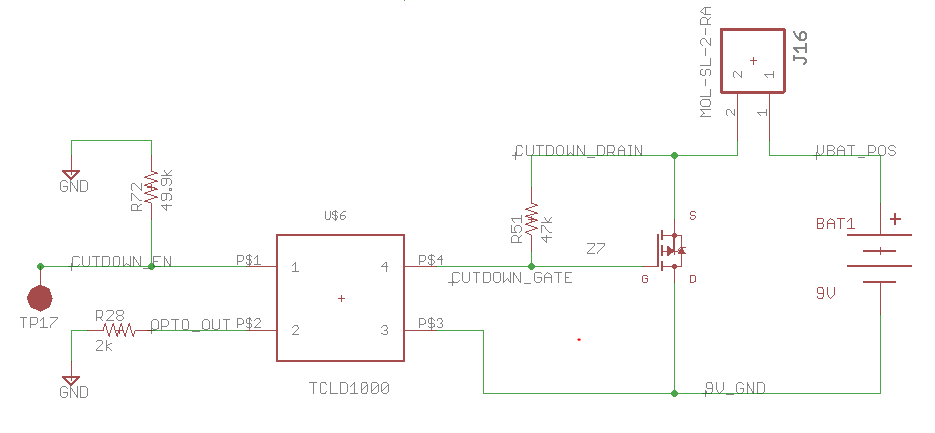 MOL-SL-2-RA
J16
2
1
2
1
CUTDOWN_DRAIN
VBAT_POS
GND
R72
49.9k
U$6
R51
47k
S
Z7
G
D
BAT1
+
9V
CUTDOWN_EN
P$1
1
4
P$4
CUTDOWN_GATE
TP17
R28
2k
OPTO_OUT
P$2
2
3
P$3
GND
TCLD1000
9V_GND